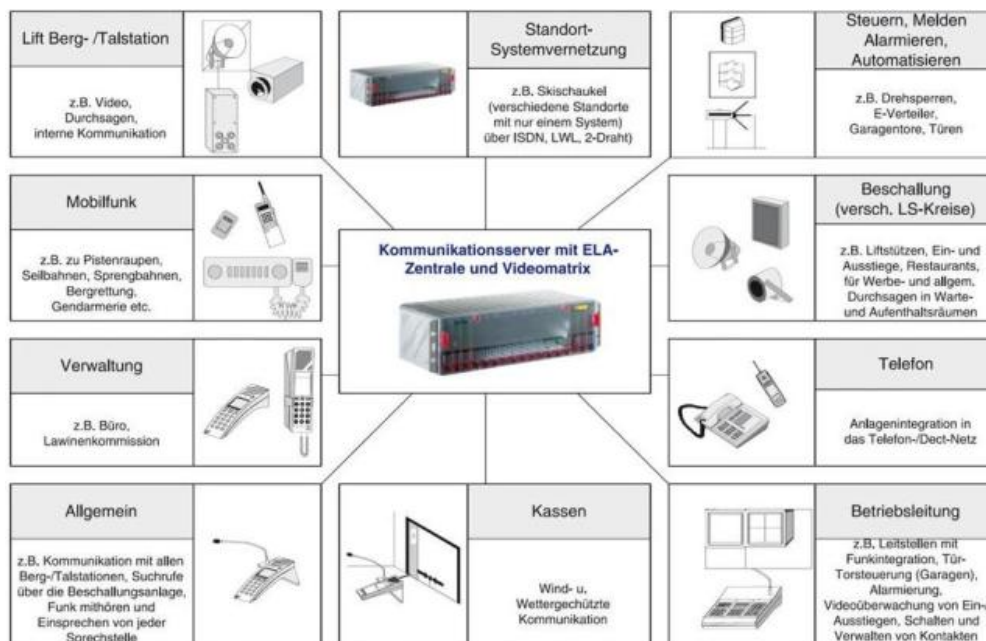 Lift Berg- /Talstation
z.B. Video,
Durchsagen,
interne Kommunikation
Standort-
Systemvernetzung
z.B. Skischaukel
(verschiedene Standorte
mit nur einem System)
über ISDN, LWL, 2-Draht)
Steuern, Melden
Alarmieren,
Automatisieren
z.B. Drehsperren,
E-Verteiler,
Garagentore, Türen
Mobilfunk
z.B. zu Pistenraupen,
Seilbahnen, Sprengbahnen,
Bergrettung,
Gendarmerie etc.
Kommunikationsserver mit ELA-
Zentrale und Videomatrix
Beschallung
(versch. LS-Kreise)
z.B. Liftstützen, Ein- und
Ausstiege, Restaurants,
für Werbe- und allgem.
Durchsagen in Warte-
und Aufenthaltsräumen
Verwaltung
z.B. Büro,
Lawinenkommission
Telefon
Anlagenintegration in
das Telefon-/Dect-Netz
Allgemein
z.B. Kommunikation mit allen
Berg-/Talstationen, Suchrufe
über die Beschallungsanlage,
Funk mithören und
Einsprechen von jeder
Sprechstelle
Kassen
Wind- u.
Wettergechützte
Kommunikation
Betriebsleitung
z.B. Leitstellen mit
Funkintegration, Tür-
Torsteuerung (Garagen),
Alarmierung,
Videoüberwachung von Ein-/
Ausstiegen, Schalten und
Verwalten von Kontakten